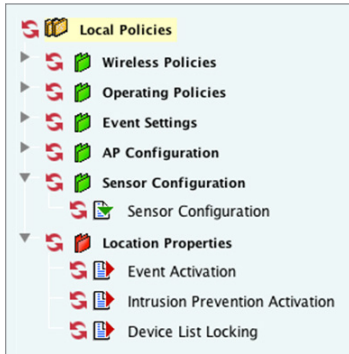 Local Policies
Wireless Policies
Operating Policies
Event Settings
AP Configuration
Sensor Configuration
Sensor Configuration
Location Properties
Event Activation
Intrusion Prevention Activation
Device List Locking